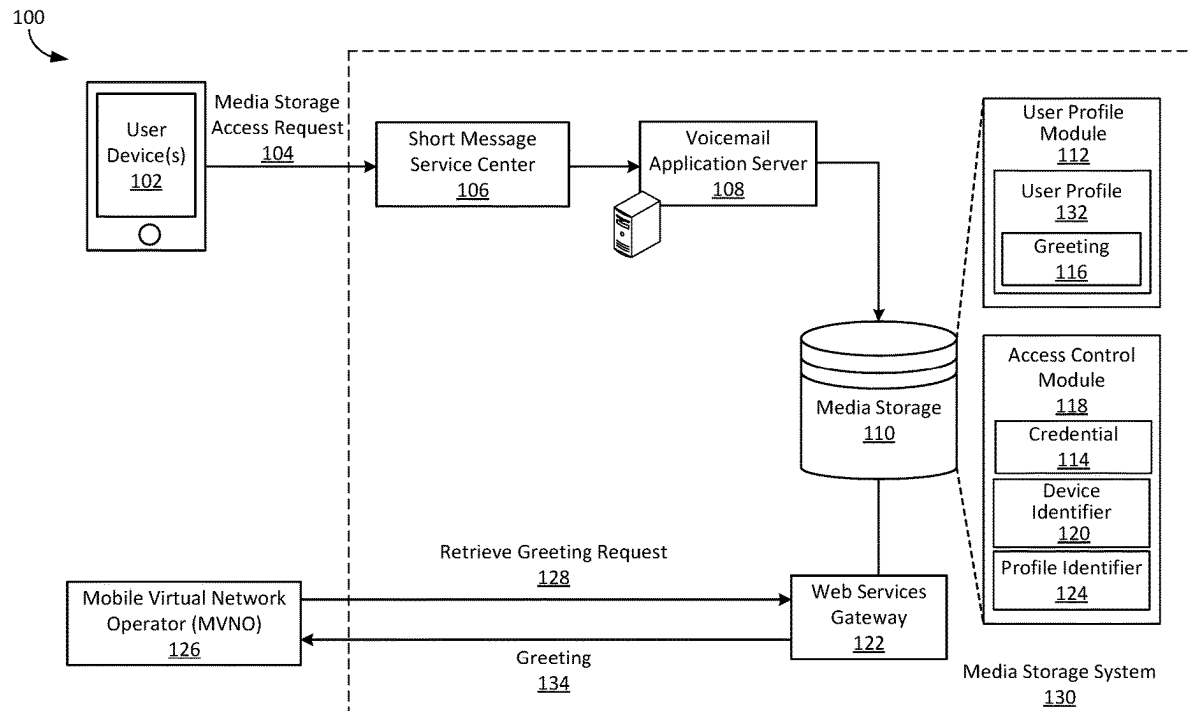 100
User
Device(s)
102
Media Storage
Access Request
104
Short Message
Service Center
106
Voicemail
Application Server
108
User Profile
Module
112
User Profile
132
Greeting
116
Media Storage
110
Access Control
Module
118
Credential
114
Device
Identifier
120
Profile Identifier
124
Retrieve Greeting Request
128
Mobile Virtual Network
Operator (MVNO)
126
Web Services
Gateway
122
Greeting
134
Media Storage System
130